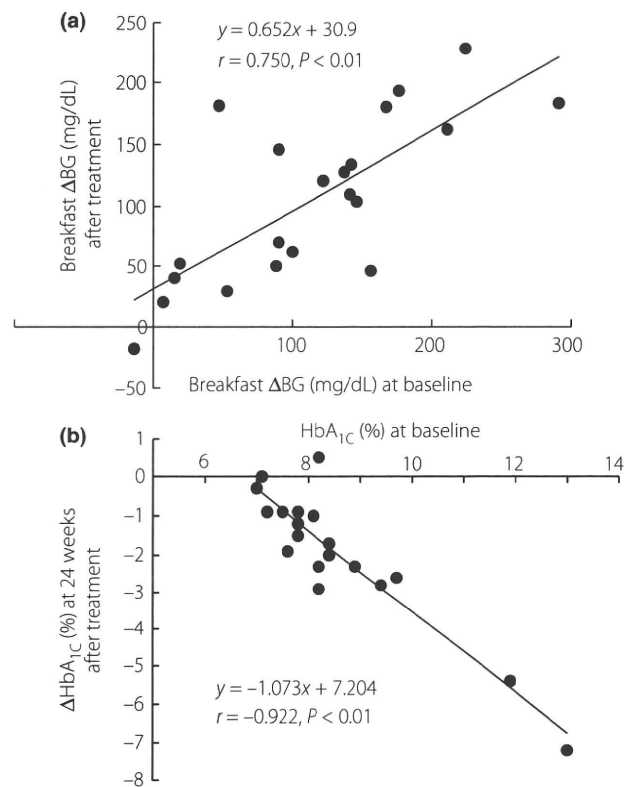 (a)
y = 0.652x + 30.9
r = 0.750, P < 0.01
Breakfast ΔBG (mg/dL)
after treatment
250
200
150
100
50
0
−50
100
200
300
Breakfast ΔBG (mg/dL) at baseline
(b)
HbA1C (%) at baseline
6
8
10
12
14
ΔHbA1C (%) at 24 weeks
after treatment
1
0
−1
−2
−3
−4
−5
−6
−7
−8
y = −1.073x + 7.204
r = −0.922, P < 0.01